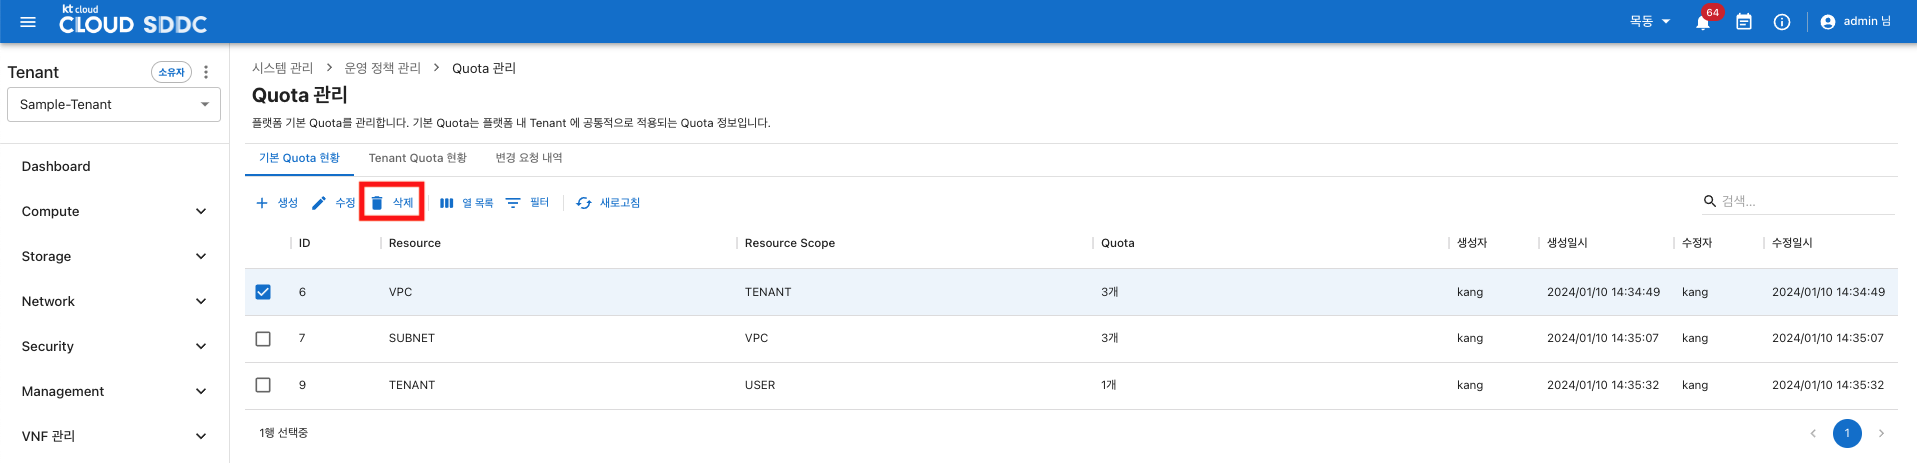 kt cloud
CLOUD SDDC
목동
64
admin 님
Tenant
소유자
Sample-Tenant
Dashboard
Compute
Storage
Network
Security
Management
VNF 관리
시스템 관리 > 운영 정책 관리 > Quota 관리
Quota 관리
플랫폼 기본 Quota를 관리합니다. 기본 Quota는 플랫폼 내 Tenant 에 공통적으로 적용되는 Quota 정보입니다.
기본 Quota 현황 Tenant Quota 현황 변경 요청 내역
생성 수정 삭제 열 목록 필터 새로고침 검색...
ID Resource Resource Scope Quota 생성자 생성일시 수정자 수정일시
6 VPC TENANT 3개 kang 2024/01/10 14:34:49 kang 2024/01/10 14:34:49
7 SUBNET VPC 3개 kang 2024/01/10 14:35:07 kang 2024/01/10 14:35:07
9 TENANT USER 1개 kang 2024/01/10 14:35:32 kang 2024/01/10 14:35:32
1행 선택중
1